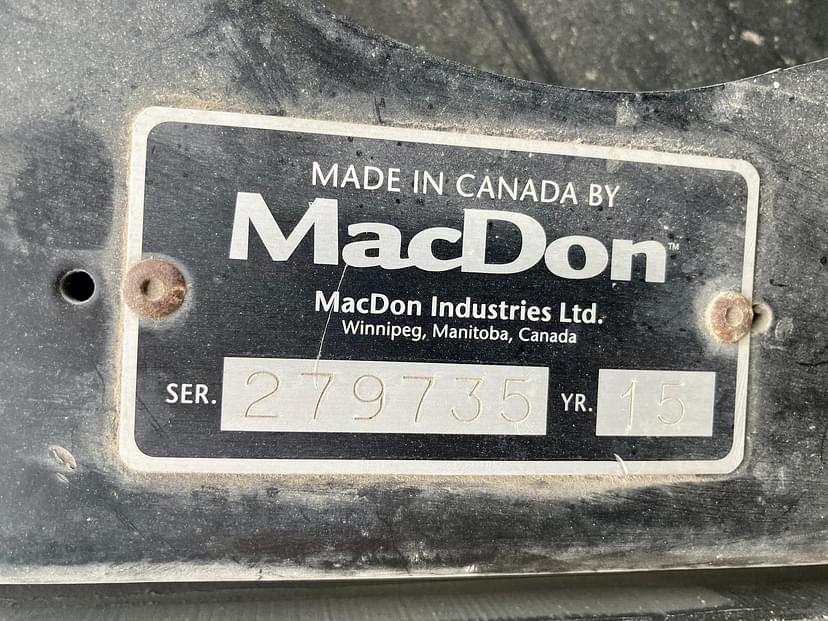 MADE IN CANADA BY
MacDon™
MacDon Industries Ltd.
Winnipeg, Manitoba, Canada
SER. 279735 YR. 15